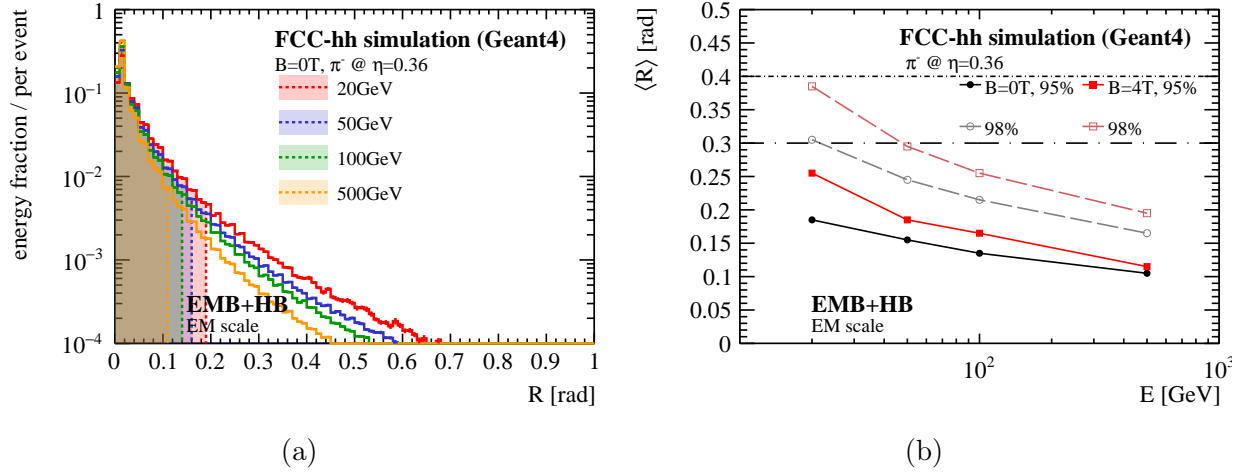 energy fraction / per event
1
10⁻¹
10⁻²
10⁻³
10⁻⁴
FCC-hh simulation (Geant4)
B=0T, π⁻ @ η=0.36
20GeV
50GeV
100GeV
500GeV
EMB+HB
EM scale
0 0.1 0.2 0.3 0.4 0.5 0.6 0.7 0.8 0.9 1
R [rad]
(a)
⟨R⟩ [rad]
0.5
0.45
0.4
0.35
0.3
0.25
0.2
0.15
0.1
0.05
0
FCC-hh simulation (Geant4)
π⁻ @ η=0.36
B=0T, 95% B=4T, 95%
98% 98%
EMB+HB
EM scale
10² 10³
E [GeV]
(b)